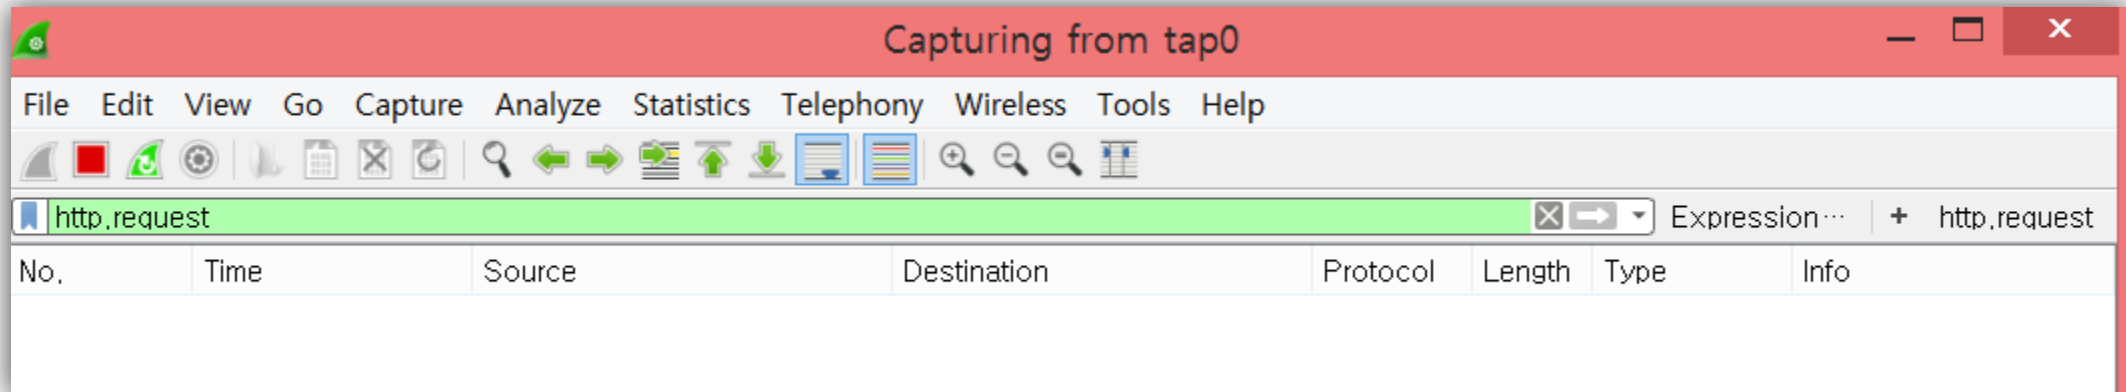 Capturing from tap0
File Edit View Go Capture Analyze Statistics Telephony Wireless Tools Help
http.request Expression… + http.request
No. Time Source Destination Protocol Length Type Info